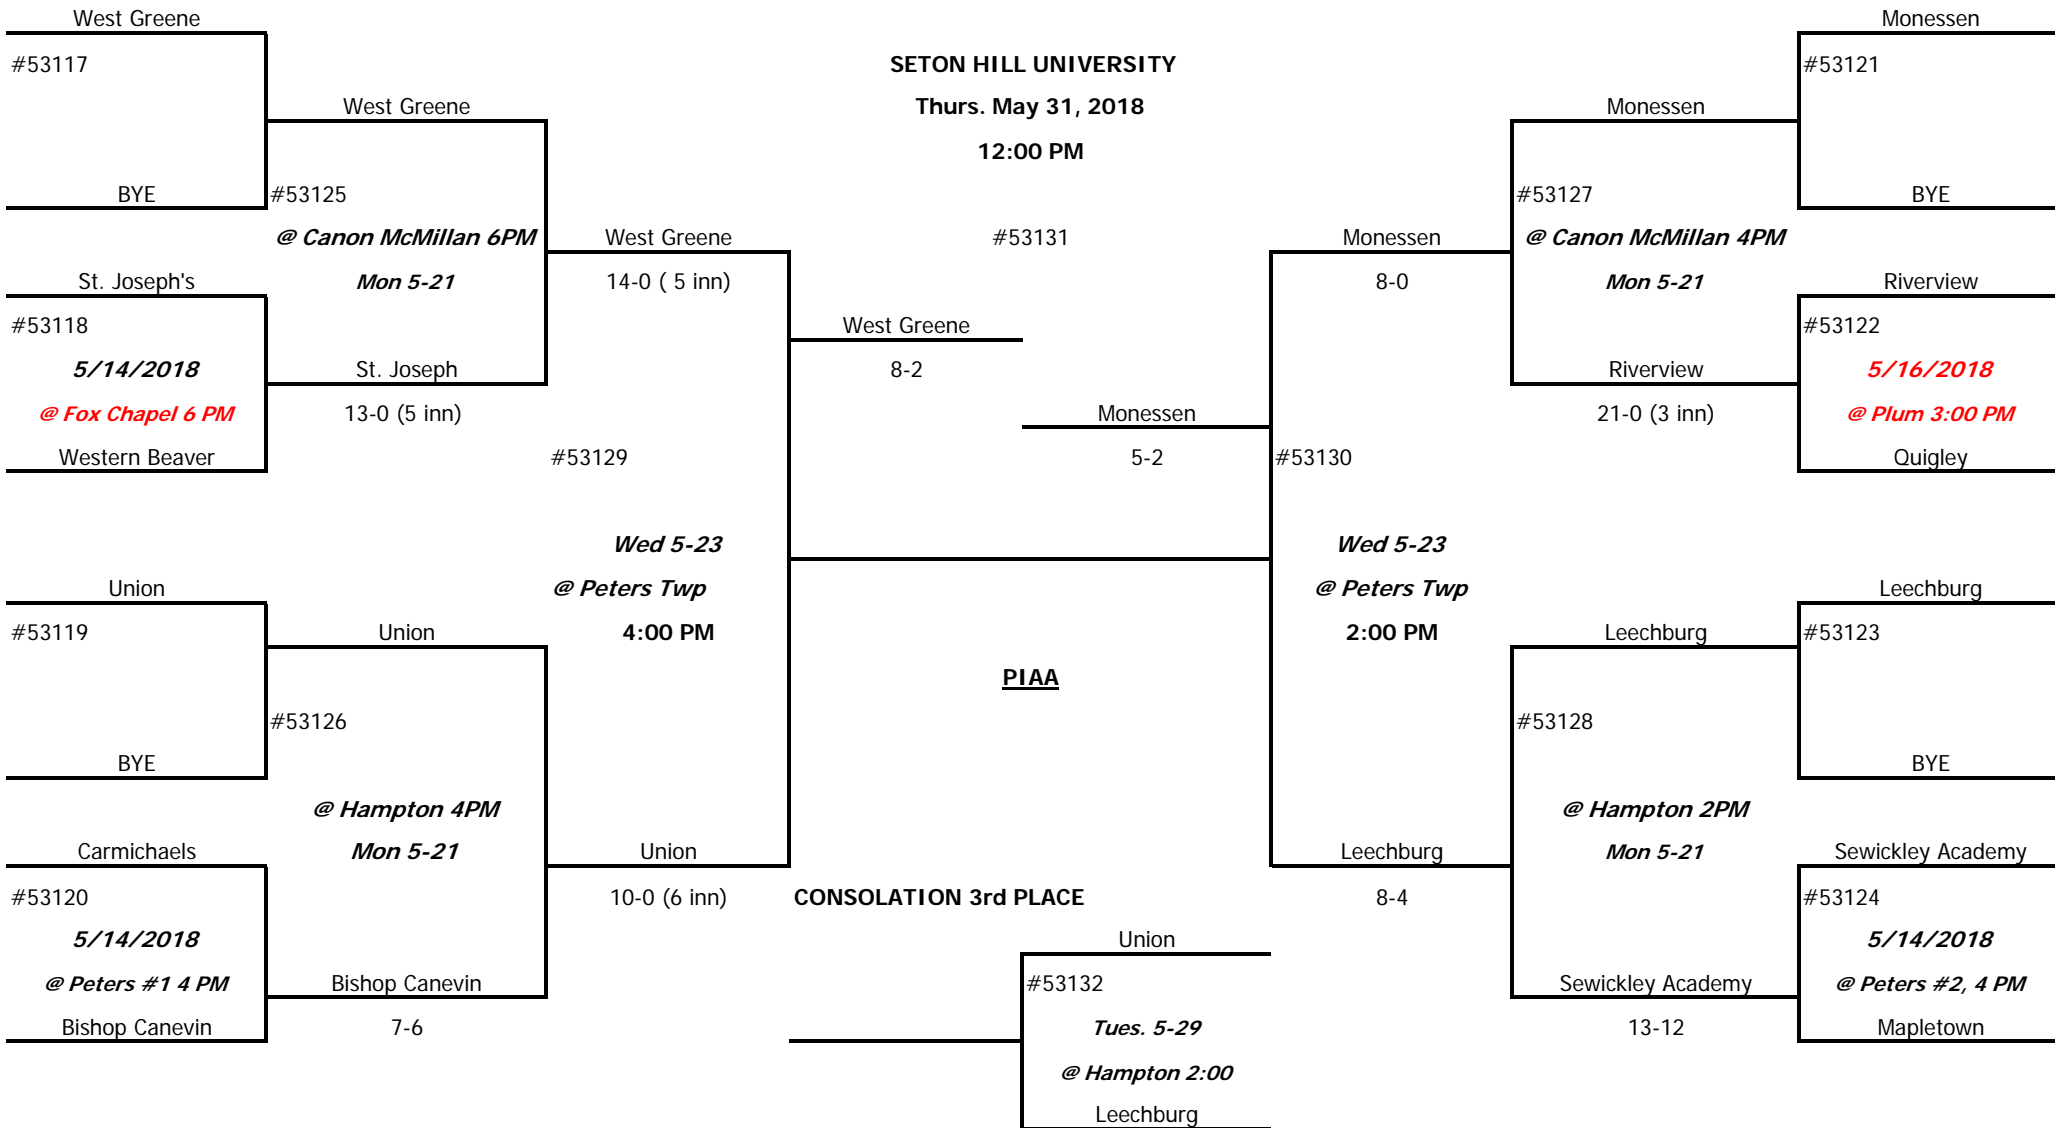 West Greene
#53117
BYE
St. Joseph's
#53118
5/14/2018
@ Fox Chapel 6 PM
Western Beaver
Union
#53119
BYE
Carmichaels
#53120
5/14/2018
@ Peters #1 4 PM
Bishop Canevin
West Greene
#53125
@ Canon McMillan 6PM
Mon 5-21
St. Joseph
13-0 (5 inn)
Union
#53126
@ Hampton 4PM
Mon 5-21
Bishop Canevin
7-6
West Greene
14-0 ( 5 inn)
#53129
Wed 5-23
@ Peters Twp
4:00 PM
Union
10-0 (6 inn)
SETON HILL UNIVERSITY
Thurs. May 31, 2018
12:00 PM
#53131
West Greene
8-2
Monessen
5-2
PIAA
CONSOLATION 3rd PLACE
Union
#53132
Tues. 5-29
@ Hampton 2:00
Leechburg
Monessen
8-0
#53130
Wed 5-23
@ Peters Twp
2:00 PM
Leechburg
8-4
Monessen
#53127
@ Canon McMillan 4PM
Mon 5-21
Riverview
21-0 (3 inn)
Leechburg
#53128
@ Hampton 2PM
Mon 5-21
Sewickley Academy
13-12
Monessen
#53121
BYE
Riverview
#53122
5/16/2018
@ Plum 3:00 PM
Quigley
Leechburg
#53123
BYE
Sewickley Academy
#53124
5/14/2018
@ Peters #2, 4 PM
Mapletown